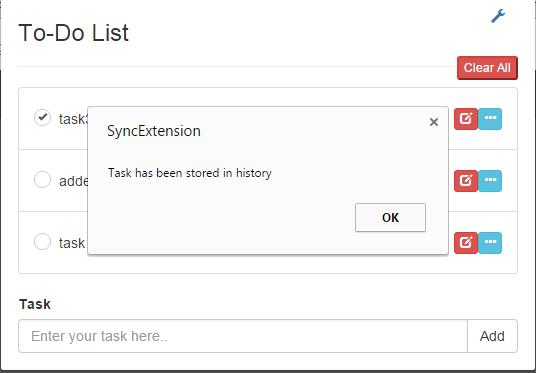 To-Do List
Clear All
task3
SyncExtension
Task has been stored in history
OK
adde
task
Task
Enter your task here..
Add